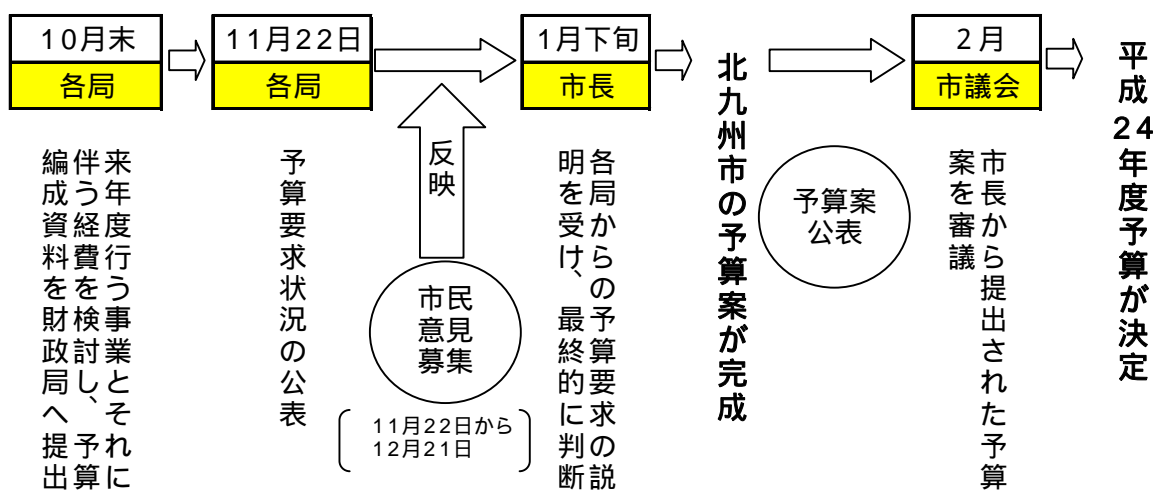 10月末
各局
来年度行う事業とそれに
伴う経費を検討し、予算
編成資料を財政局へ提出
11月22日
各局
予算要求状況の公表
反映
市民
意見
募集
11月22日から
12月21日
1月下旬
市長
各局からの予算要求の説
明を受け、最終的に判断
北九州市の予算案が完成
予算案
公表
2月
市議会
市長から提出された予算
案を審議
平成24年度予算が決定